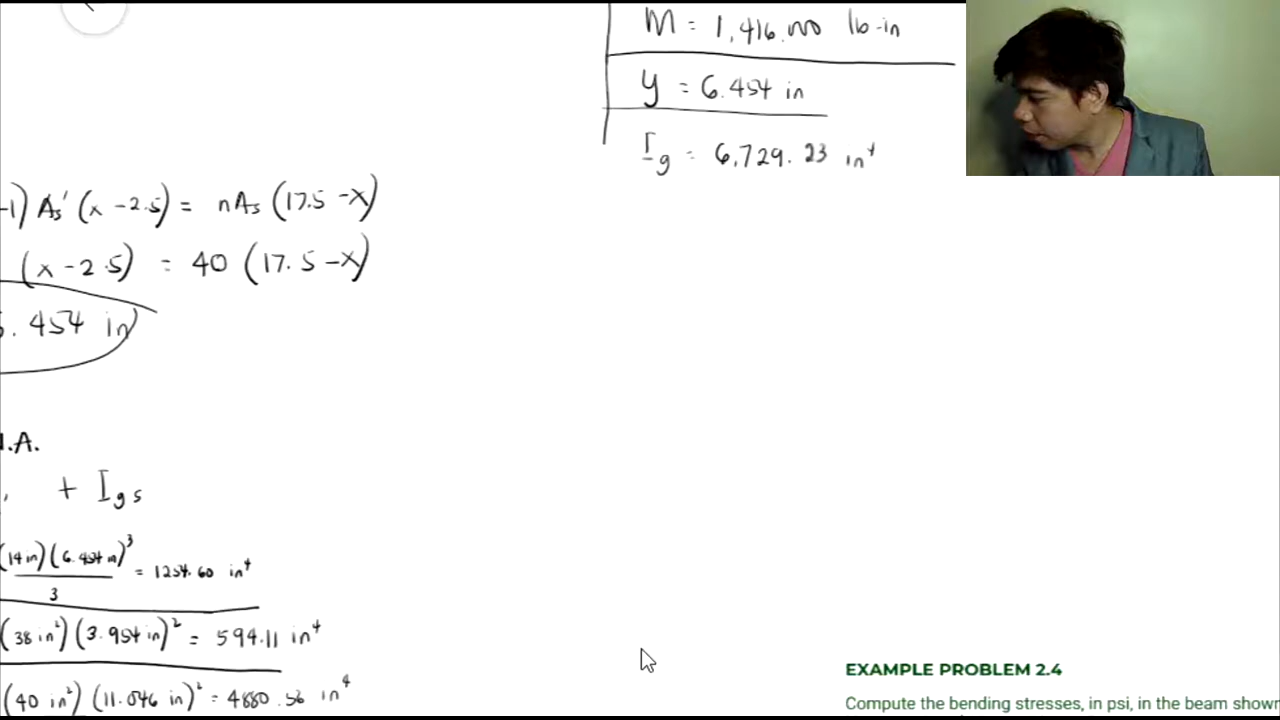 M = 1,416,000 lb-in
y = 6.454 in
Ig = 6,729.23 in⁴
-1) As' (x - 2.5) = nAs (17.5 - x)
(x - 2.5) = 40 (17.5 - x)
6.454 in
N.A.
+ Igs
(14 in)(6.454 in)³ / 3 = 1254.60 in⁴
(38 in²)(3.954 in)² = 594.11 in⁴
(40 in²)(11.046 in)² = 4880.56 in⁴
EXAMPLE PROBLEM 2.4
Compute the bending stresses, in psi, in the beam shown